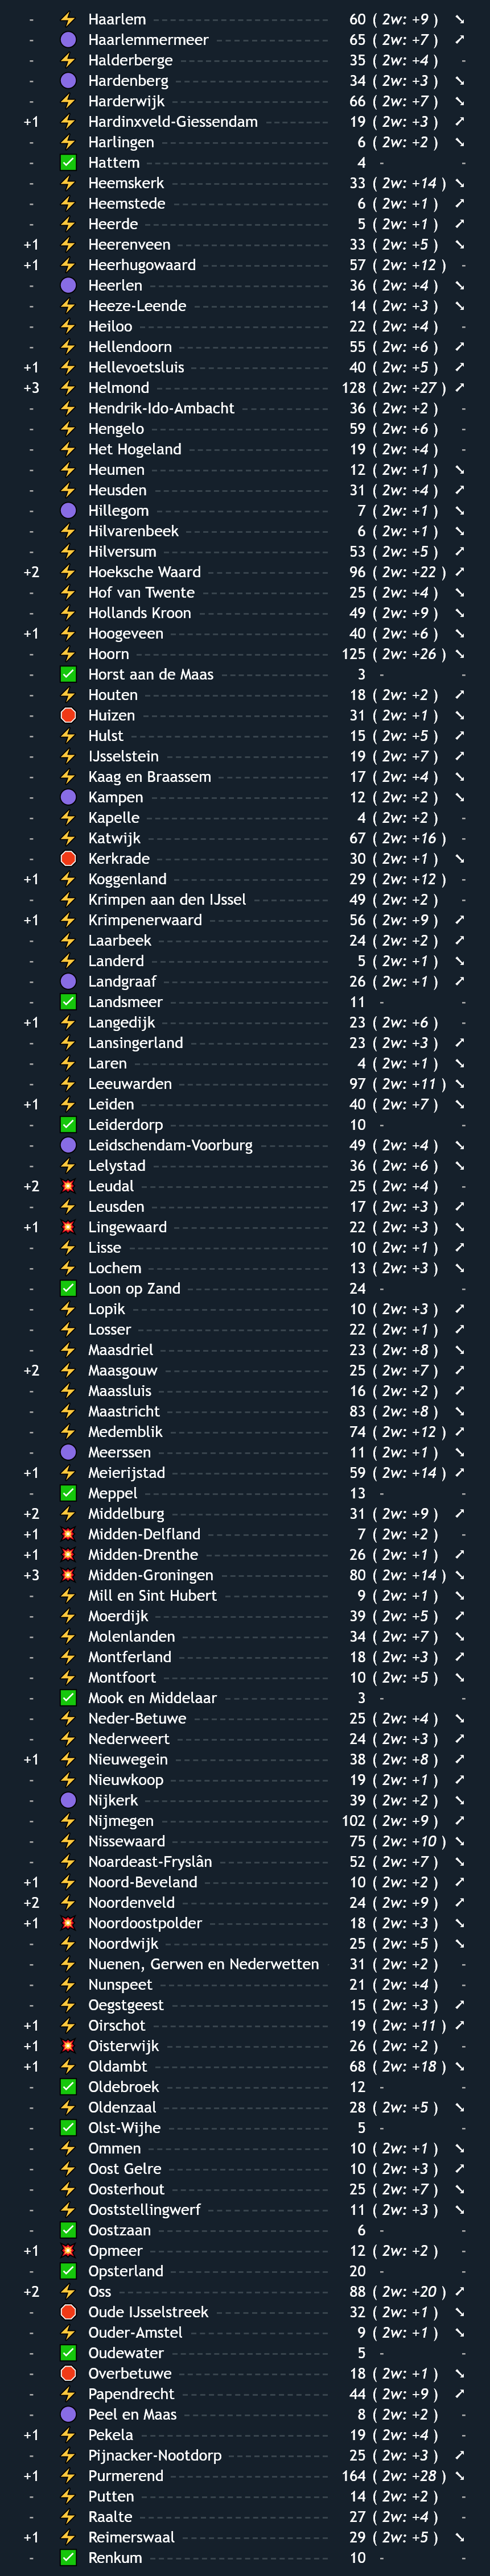 - ⚡ Haarlem 60 ( 2w: +9 ) ↘
- 🟣 Haarlemmermeer 65 ( 2w: +7 ) ↗
- ⚡ Halderberge 35 ( 2w: +4 ) -
- 🟣 Hardenberg 34 ( 2w: +3 ) ↘
- ⚡ Harderwijk 66 ( 2w: +7 ) ↘
+1 ⚡ Hardinxveld-Giessendam 19 ( 2w: +3 ) ↗
- ⚡ Harlingen 6 ( 2w: +2 ) ↘
- ✅ Hattem 4 - -
- ⚡ Heemskerk 33 ( 2w: +14 ) ↘
- ⚡ Heemstede 6 ( 2w: +1 ) ↗
- ⚡ Heerde 5 ( 2w: +1 ) ↗
+1 ⚡ Heerenveen 33 ( 2w: +5 ) ↘
+1 ⚡ Heerhugowaard 57 ( 2w: +12 ) -
- 🟣 Heerlen 36 ( 2w: +4 ) ↘
- ⚡ Heeze-Leende 14 ( 2w: +3 ) ↘
- ⚡ Heiloo 22 ( 2w: +4 ) -
- ⚡ Hellendoorn 55 ( 2w: +6 ) ↗
+1 ⚡ Hellevoetsluis 40 ( 2w: +5 ) ↗
+3 ⚡ Helmond 128 ( 2w: +27 ) ↗
- ⚡ Hendrik-Ido-Ambacht 36 ( 2w: +2 ) -
- ⚡ Hengelo 59 ( 2w: +6 ) -
- ⚡ Het Hogeland 19 ( 2w: +4 ) -
- ⚡ Heumen 12 ( 2w: +1 ) ↘
- ⚡ Heusden 31 ( 2w: +4 ) ↗
- 🟣 Hillegom 7 ( 2w: +1 ) ↘
- ⚡ Hilvarenbeek 6 ( 2w: +1 ) ↘
- ⚡ Hilversum 53 ( 2w: +5 ) ↗
+2 ⚡ Hoeksche Waard 96 ( 2w: +22 ) ↗
- ⚡ Hof van Twente 25 ( 2w: +4 ) ↘
- ⚡ Hollands Kroon 49 ( 2w: +9 ) ↘
+1 ⚡ Hoogeveen 40 ( 2w: +6 ) ↘
- ⚡ Hoorn 125 ( 2w: +26 ) ↘
- ✅ Horst aan de Maas 3 - -
- ⚡ Houten 18 ( 2w: +2 ) ↗
- 🛑 Huizen 31 ( 2w: +1 ) ↘
- ⚡ Hulst 15 ( 2w: +5 ) ↗
- ⚡ IJsselstein 19 ( 2w: +7 ) ↗
- ⚡ Kaag en Braassem 17 ( 2w: +4 ) ↘
- 🟣 Kampen 12 ( 2w: +2 ) ↘
- ⚡ Kapelle 4 ( 2w: +2 ) -
- ⚡ Katwijk 67 ( 2w: +16 ) -
- 🛑 Kerkrade 30 ( 2w: +1 ) ↘
+1 ⚡ Koggenland 29 ( 2w: +12 ) -
- ⚡ Krimpen aan den IJssel 49 ( 2w: +2 ) -
+1 ⚡ Krimpenerwaard 56 ( 2w: +9 ) ↗
- ⚡ Laarbeek 24 ( 2w: +2 ) ↗
- ⚡ Landerd 5 ( 2w: +1 ) ↘
- 🟣 Landgraaf 26 ( 2w: +1 ) ↗
- ✅ Landsmeer 11 - -
+1 ⚡ Langedijk 23 ( 2w: +6 ) -
- ⚡ Lansingerland 23 ( 2w: +3 ) ↗
- ⚡ Laren 4 ( 2w: +1 ) ↘
- ⚡ Leeuwarden 97 ( 2w: +11 ) ↘
+1 ⚡ Leiden 40 ( 2w: +7 ) ↘
- ✅ Leiderdorp 10 - -
- 🟣 Leidschendam-Voorburg 49 ( 2w: +4 ) ↘
- ⚡ Lelystad 36 ( 2w: +6 ) ↘
+2 💥 Leudal 25 ( 2w: +4 ) -
- ⚡ Leusden 17 ( 2w: +3 ) ↗
+1 💥 Lingewaard 22 ( 2w: +3 ) ↘
- ⚡ Lisse 10 ( 2w: +1 ) ↗
- ⚡ Lochem 13 ( 2w: +3 ) ↘
- ✅ Loon op Zand 24 - -
- ⚡ Lopik 10 ( 2w: +3 ) ↗
- ⚡ Losser 22 ( 2w: +1 ) ↗
- ⚡ Maasdriel 23 ( 2w: +8 ) ↘
+2 ⚡ Maasgouw 25 ( 2w: +7 ) ↗
- ⚡ Maassluis 16 ( 2w: +2 ) ↗
- ⚡ Maastricht 83 ( 2w: +8 ) ↘
- ⚡ Medemblik 74 ( 2w: +12 ) ↗
- 🟣 Meerssen 11 ( 2w: +1 ) ↘
+1 ⚡ Meierijstad 59 ( 2w: +14 ) ↗
- ✅ Meppel 13 - -
+2 ⚡ Middelburg 31 ( 2w: +9 ) ↗
+1 💥 Midden-Delfland 7 ( 2w: +2 ) -
+1 💥 Midden-Drenthe 26 ( 2w: +1 ) ↗
+3 💥 Midden-Groningen 80 ( 2w: +14 ) ↘
- ⚡ Mill en Sint Hubert 9 ( 2w: +1 ) ↘
- ⚡ Moerdijk 39 ( 2w: +5 ) ↗
- ⚡ Molenlanden 34 ( 2w: +7 ) ↘
- ⚡ Montferland 18 ( 2w: +3 ) ↗
- ⚡ Montfoort 10 ( 2w: +5 ) ↘
- ✅ Mook en Middelaar 3 - -
- ⚡ Neder-Betuwe 25 ( 2w: +4 ) ↘
- ⚡ Nederweert 24 ( 2w: +3 ) ↗
+1 ⚡ Nieuwegein 38 ( 2w: +8 ) ↗
- ⚡ Nieuwkoop 19 ( 2w: +1 ) ↗
- 🟣 Nijkerk 39 ( 2w: +2 ) ↘
- ⚡ Nijmegen 102 ( 2w: +9 ) ↗
- ⚡ Nissewaard 75 ( 2w: +10 ) ↘
- ⚡ Noardeast-Fryslân 52 ( 2w: +7 ) ↘
+1 ⚡ Noord-Beveland 10 ( 2w: +2 ) ↗
+2 ⚡ Noordenveld 24 ( 2w: +9 ) ↗
+1 💥 Noordoostpolder 18 ( 2w: +3 ) ↘
- ⚡ Noordwijk 25 ( 2w: +5 ) ↘
- ⚡ Nuenen, Gerwen en Nederwetten 31 ( 2w: +2 ) -
- ⚡ Nunspeet 21 ( 2w: +4 ) -
- ⚡ Oegstgeest 15 ( 2w: +3 ) ↗
+1 ⚡ Oirschot 19 ( 2w: +11 ) ↗
+1 💥 Oisterwijk 26 ( 2w: +2 ) -
+1 ⚡ Oldambt 68 ( 2w: +18 ) ↘
- ✅ Oldebroek 12 - -
- ⚡ Oldenzaal 28 ( 2w: +5 ) ↘
- ✅ Olst-Wijhe 5 - -
- ⚡ Ommen 10 ( 2w: +1 ) ↘
- ⚡ Oost Gelre 10 ( 2w: +3 ) ↗
- ⚡ Oosterhout 25 ( 2w: +7 ) ↘
- ⚡ Ooststellingwerf 11 ( 2w: +3 ) ↘
- ✅ Oostzaan 6 - -
+1 💥 Opmeer 12 ( 2w: +2 ) -
- ✅ Opsterland 20 - -
+2 ⚡ Oss 88 ( 2w: +20 ) ↗
- 🛑 Oude IJsselstreek 32 ( 2w: +1 ) ↘
- ⚡ Ouder-Amstel 9 ( 2w: +1 ) ↘
- ✅ Oudewater 5 - -
- 🛑 Overbetuwe 18 ( 2w: +1 ) ↘
- ⚡ Papendrecht 44 ( 2w: +9 ) ↗
- 🟣 Peel en Maas 8 ( 2w: +2 ) -
+1 ⚡ Pekela 19 ( 2w: +4 ) -
- ⚡ Pijnacker-Nootdorp 25 ( 2w: +3 ) ↗
+1 ⚡ Purmerend 164 ( 2w: +28 ) ↘
- ⚡ Putten 14 ( 2w: +2 ) -
- ⚡ Raalte 27 ( 2w: +4 ) -
+1 ⚡ Reimerswaal 29 ( 2w: +5 ) ↘
- ✅ Renkum 10 - -